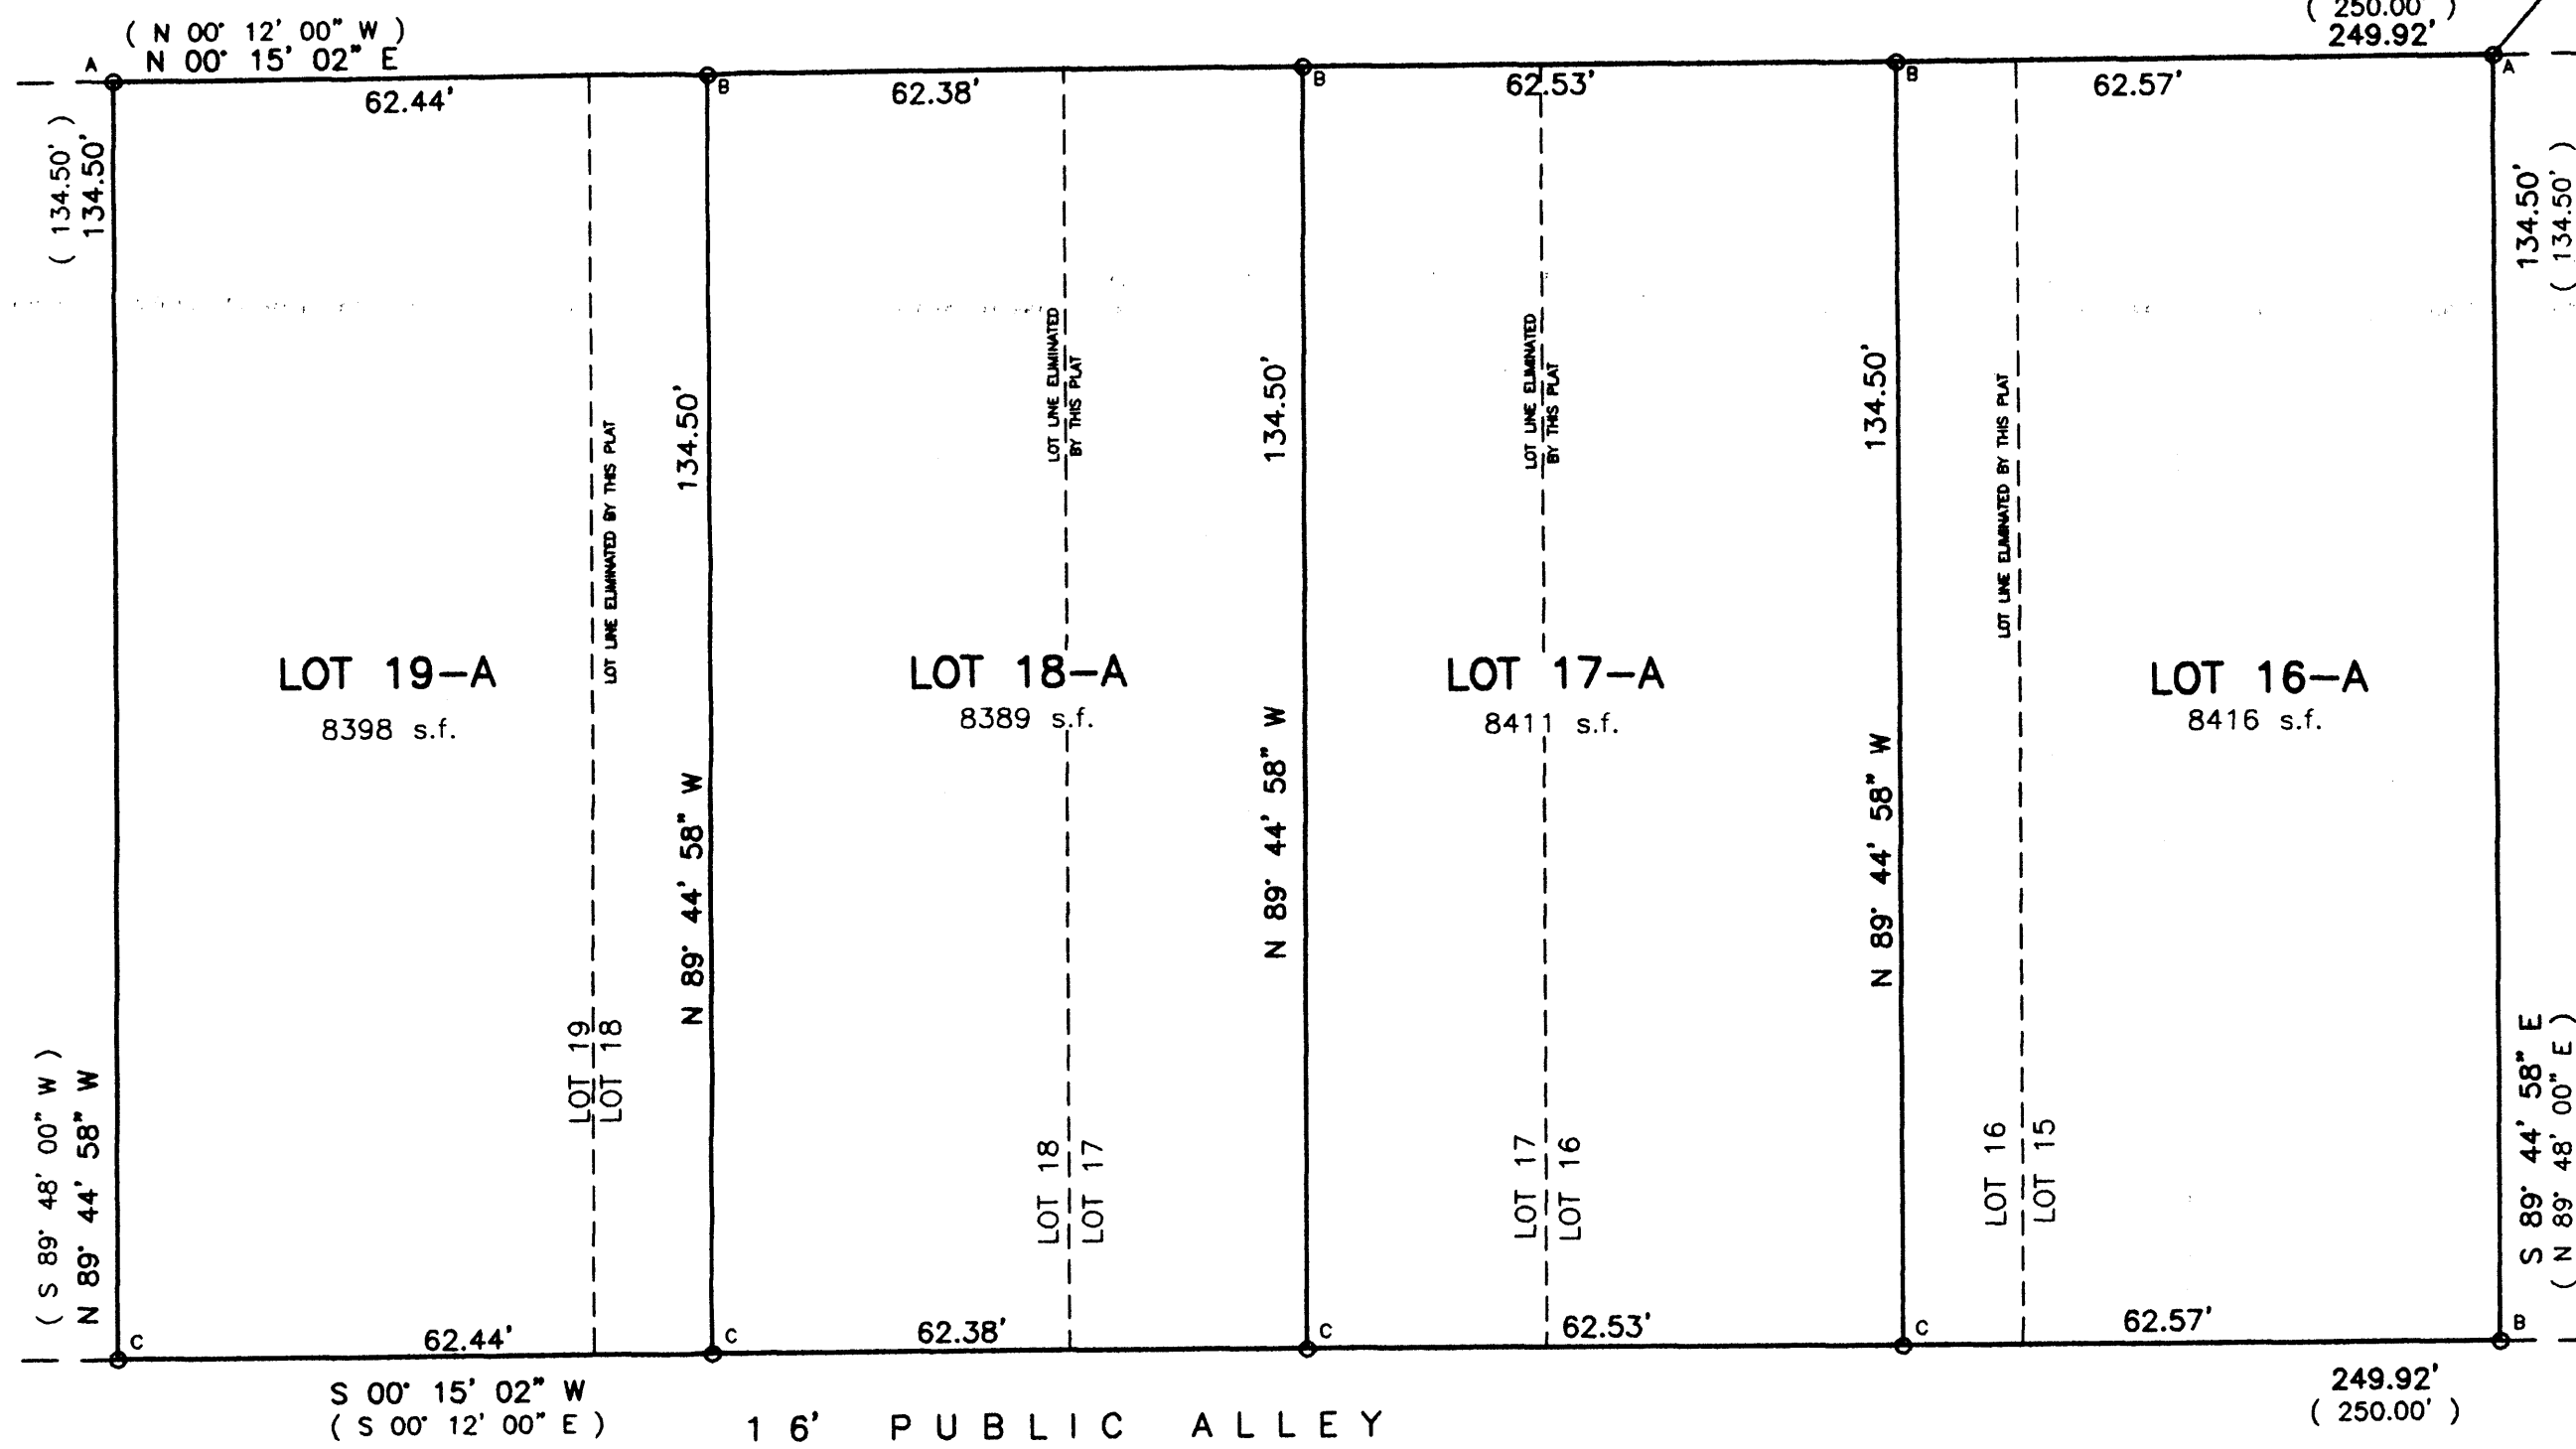 ( N 00° 12' 00" W )
N 00° 15' 02" E
( 250.00' )
249.92'
A
B
B
B
A
62.44'
62.38'
62.53'
62.57'
( 134.50' )
134.50'
134.50'
134.50'
134.50'
134.50'
( 134.50' )
LOT LINE ELIMINATED BY THIS PLAT
LOT LINE ELIMINATED
BY THIS PLAT
LOT LINE ELIMINATED
BY THIS PLAT
LOT LINE ELIMINATED BY THIS PLAT
LOT 19-A
8398 s.f.
LOT 18-A
8389 s.f.
LOT 17-A
8411 s.f.
LOT 16-A
8416 s.f.
( S 89° 48' 00" W )
N 89° 44' 58" W
N 89° 44' 58" W
N 89° 44' 58" W
N 89° 44' 58" W
S 89° 44' 58" E
( N 89° 48' 00" E )
LOT 19
LOT 18
LOT 18
LOT 17
LOT 17
LOT 16
LOT 16
LOT 15
C
C
C
C
B
62.44'
62.38'
62.53'
62.57'
S 00° 15' 02" W
( S 00° 12' 00" E )
16' PUBLIC ALLEY
249.92'
( 250.00' )